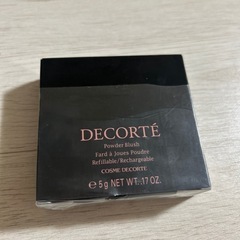 DECORTÉ
Powder Blush
Fard à Joues Poudre
Refillable/Rechargeable
COSME DECORTE
℮ 5g NET WT. .17 OZ.